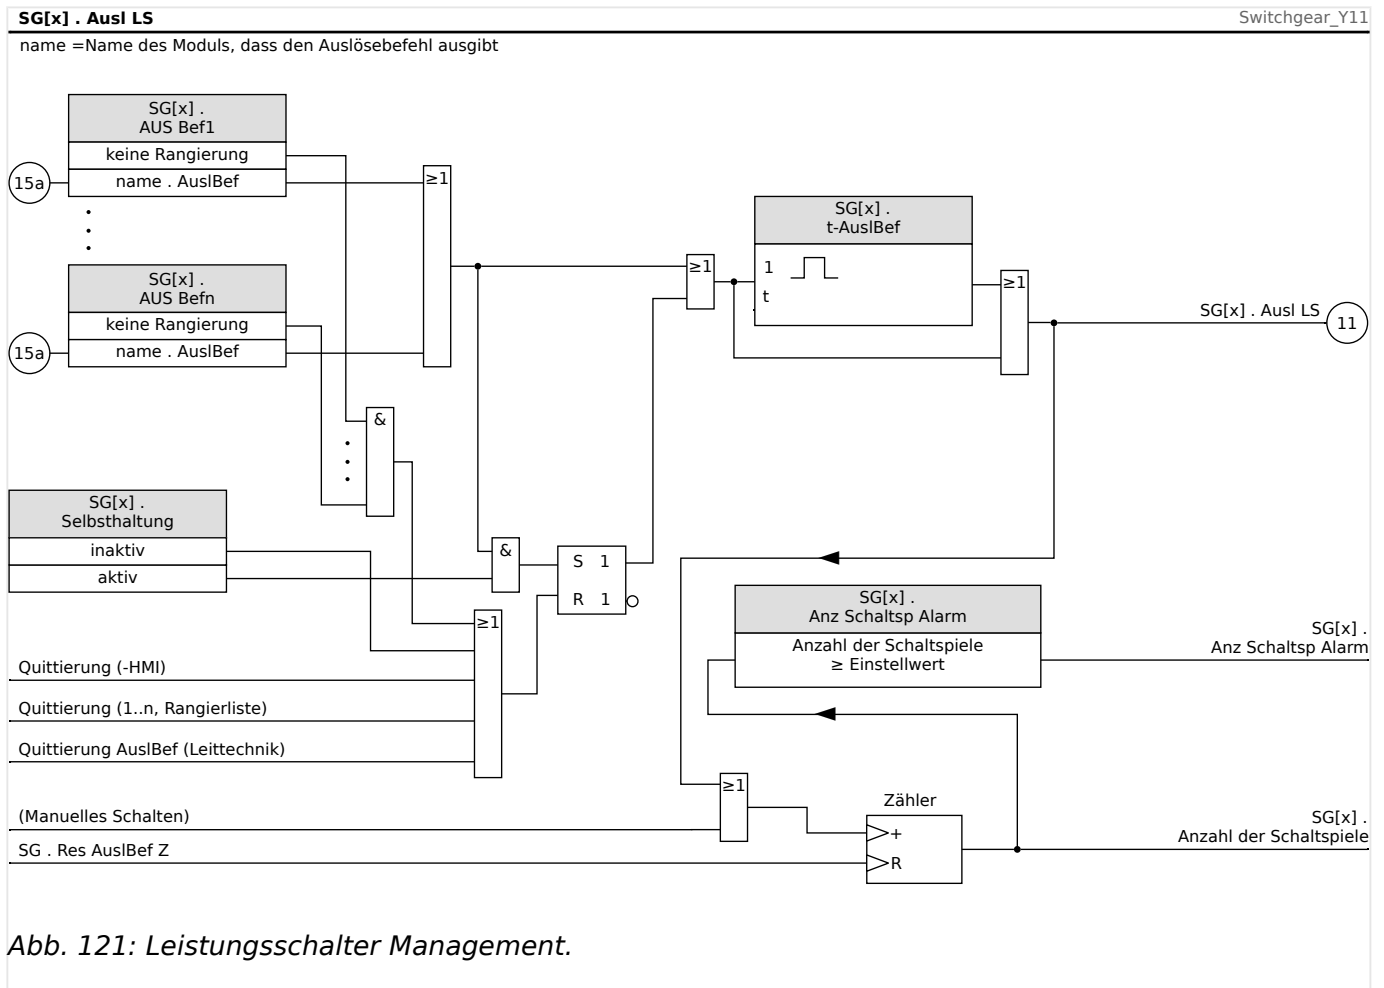 SG[x] . Ausl LS
Switchgear_Y11
name =Name des Moduls, dass den Auslösebefehl ausgibt
SG[x] .
AUS Bef1
keine Rangierung
15a
name . AuslBef
≥1
SG[x] .
AUS Befn
keine Rangierung
15a
name . AuslBef
≥1
SG[x] .
t-AuslBef
1
t
≥1
SG[x] . Ausl LS
11
&
SG[x] .
Selbsthaltung
inaktiv
aktiv
&
S 1
R 1
≥1
Quittierung (-HMI)
Quittierung (1..n, Rangierliste)
Quittierung AuslBef (Leittechnik)
SG[x] .
Anz Schaltsp Alarm
Anzahl der Schaltspiele
≥ Einstellwert
SG[x] .
Anz Schaltsp Alarm
≥1
(Manuelles Schalten)
SG . Res AuslBef Z
Zähler
+
R
SG[x] .
Anzahl der Schaltspiele
Abb. 121: Leistungsschalter Management.